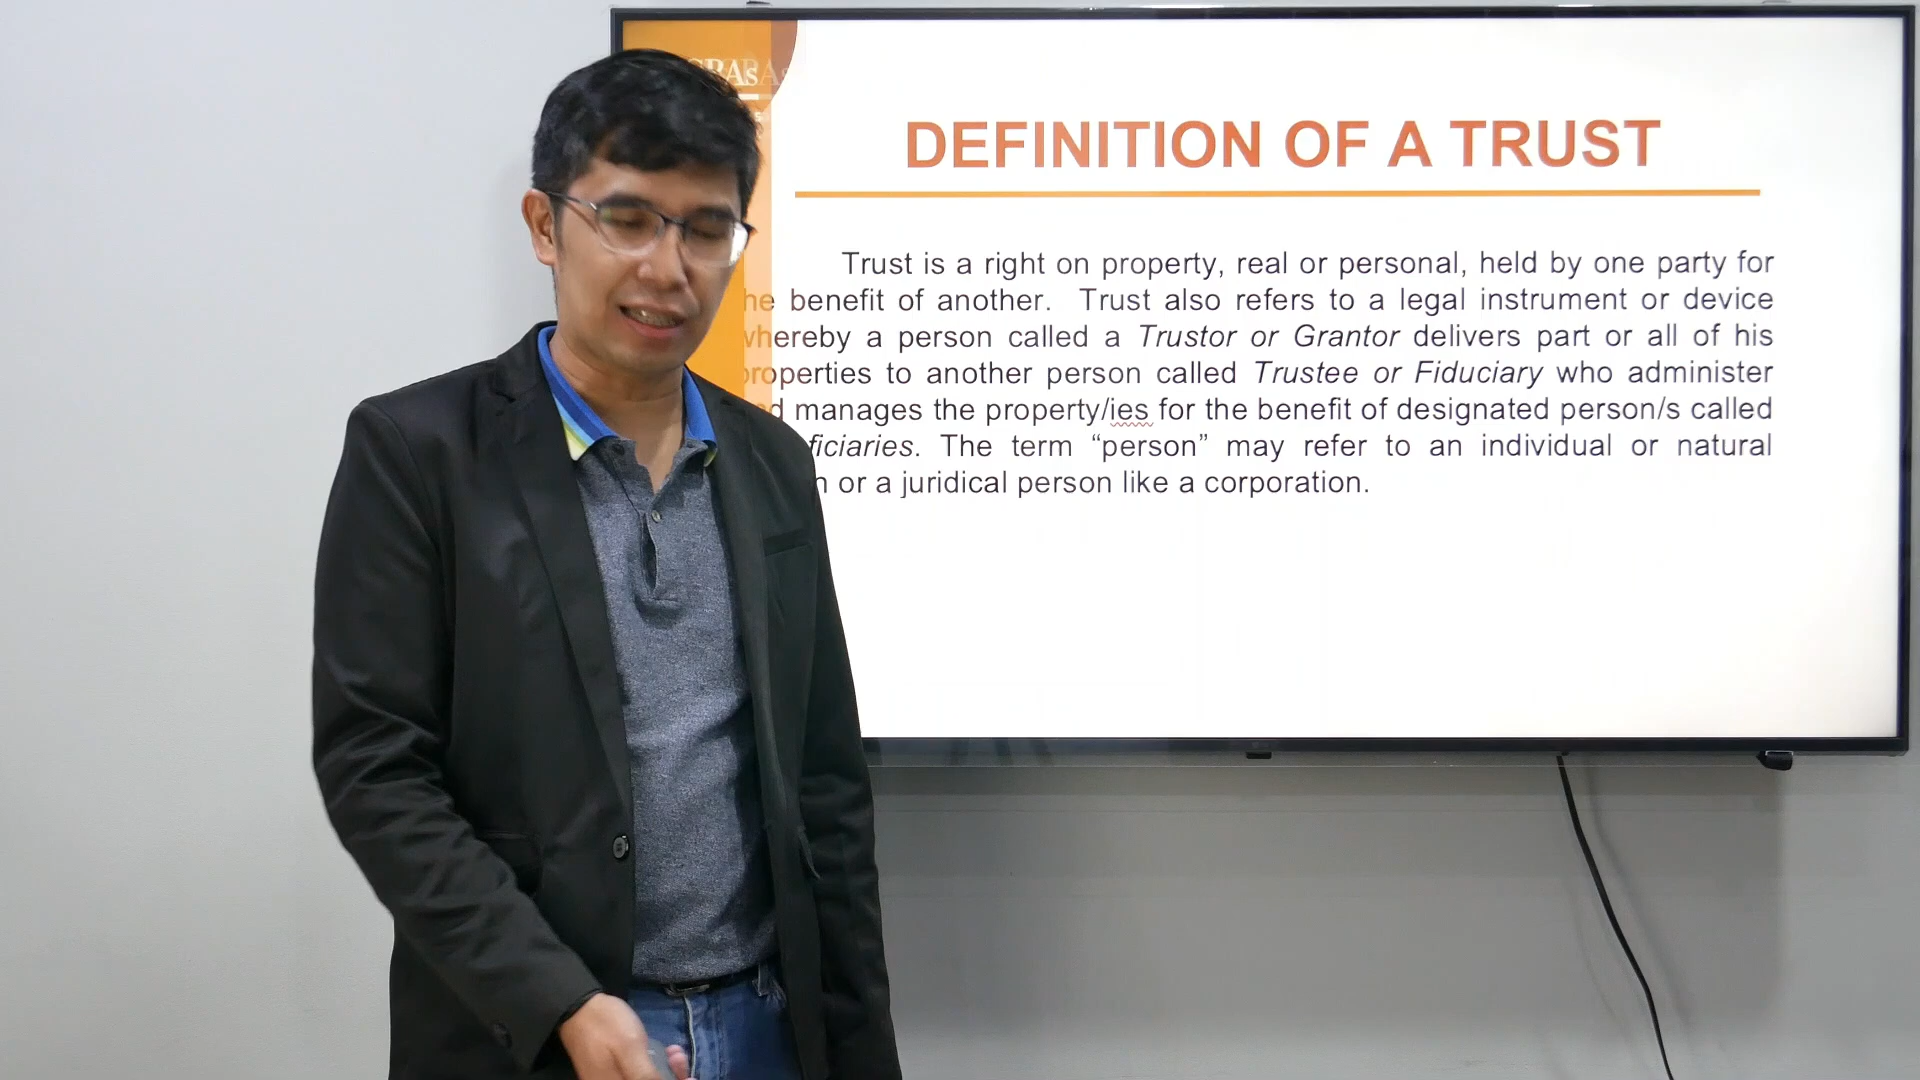 DEFINITION OF A TRUST
Trust is a right on property, real or personal, held by one party for
benefit of another. Trust also refers to a legal instrument or device
whereby a person called a Trustor or Grantor delivers part or all of his
properties to another person called Trustee or Fiduciary who administer
manages the property/ies for the benefit of designated person/s called
The term “person” may refer to an individual or natural
or a juridical person like a corporation.